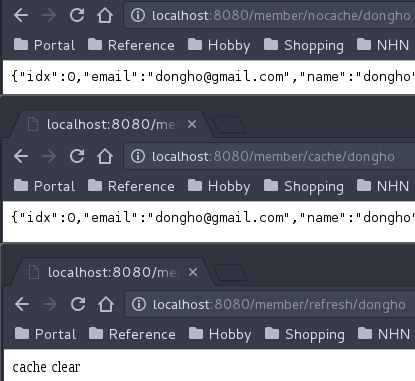 localhost:8080/member/nocache/dongho
Portal Reference Hobby Shopping NHN
{"idx":0,"email":"dongho@gmail.com","name":"dongho"
localhost:8080/me
localhost:8080/member/cache/dongho
Portal Reference Hobby Shopping NHN
{"idx":0,"email":"dongho@gmail.com","name":"dongho"
localhost:8080/me
localhost:8080/member/refresh/dongho
Portal Reference Hobby Shopping NHN
cache clear